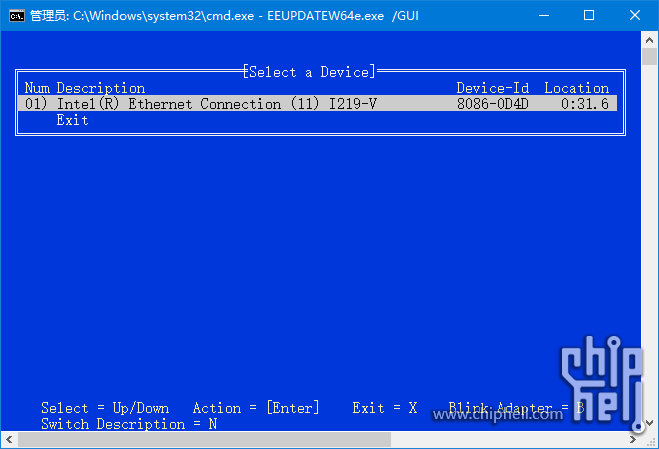 管理员: C:\Windows\system32\cmd.exe - EEUPDATEW64e.exe /GUI
[Select a Device]
Num Description Device-Id Location
01) Intel(R) Ethernet Connection (11) I219-V 8086-0D4D 0:31.6
Exit
chip
hell
Select = Up/Down Action = [Enter] Exit = X Blink Adapter = B
www.chiphell.com
Switch Description = N